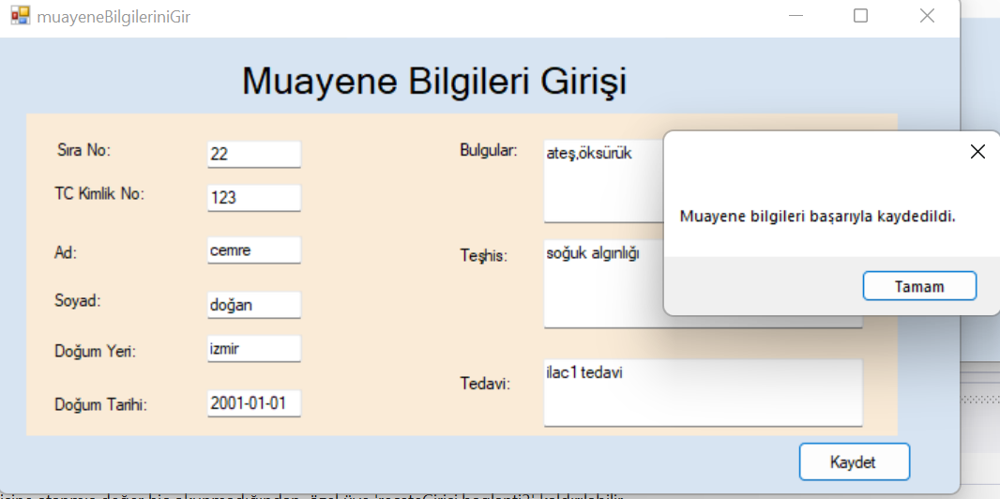 muayeneBilgileriniGir
Muayene Bilgileri Girişi
Sıra No:
22
TC Kimlik No:
123
Ad:
cemre
Soyad:
doğan
Doğum Yeri:
izmir
Doğum Tarihi:
2001-01-01
Bulgular:
ateş,öksürük
Teşhis:
soğuk algınlığı
Tedavi:
ilac1 tedavi
Kaydet
Muayene bilgileri başarıyla kaydedildi.
Tamam